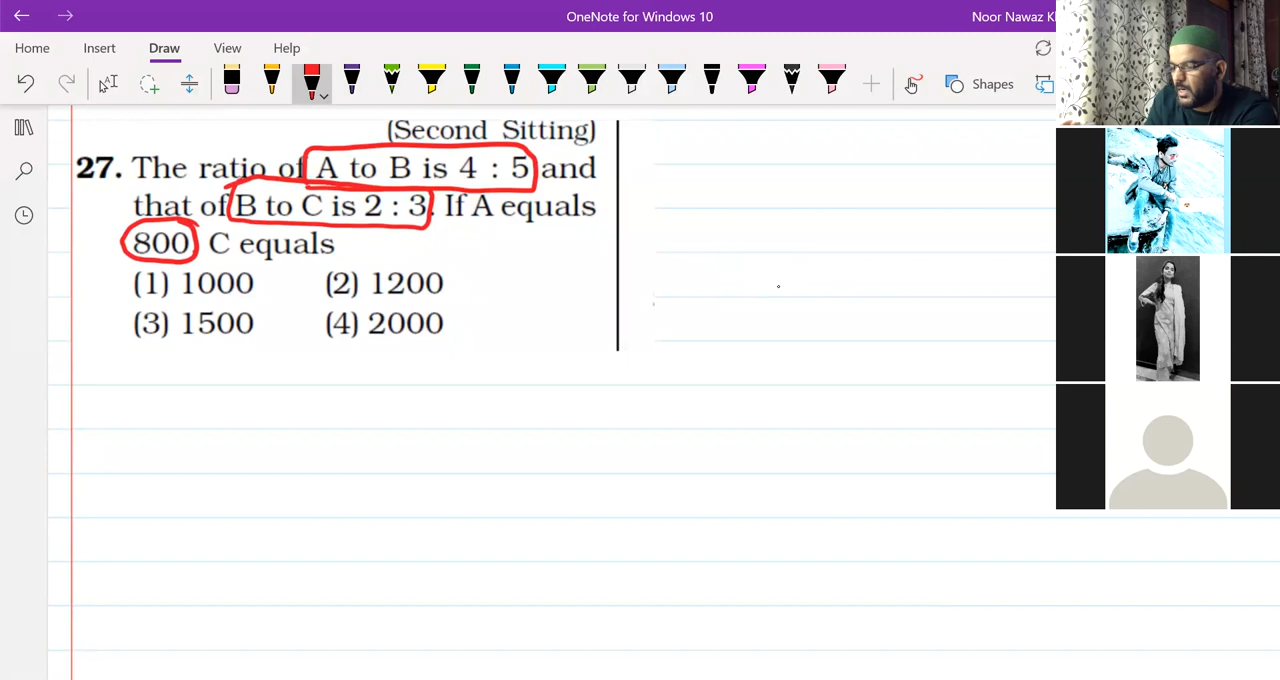 OneNote for Windows 10
Noor Nawaz
Home Insert Draw View Help
Shapes
(Second Sitting)
27. The ratio of A to B is 4 : 5 and
that of B to C is 2 : 3. If A equals
800, C equals
(1) 1000 (2) 1200
(3) 1500 (4) 2000